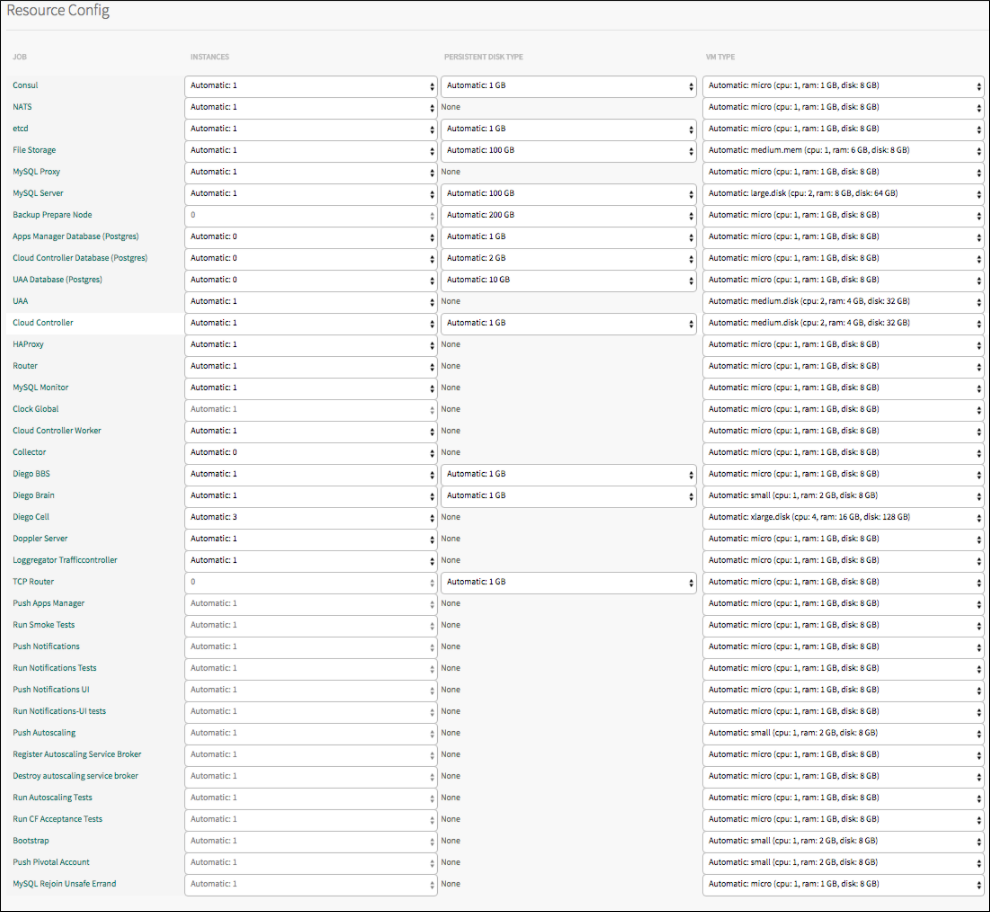 Resource Config
JOB INSTANCES PERSISTENT DISK TYPE VM TYPE
Consul Automatic: 1 Automatic: 1 GB Automatic: micro (cpu: 1, ram: 1 GB, disk: 8 GB)
NATS Automatic: 1 None Automatic: micro (cpu: 1, ram: 1 GB, disk: 8 GB)
etcd Automatic: 1 Automatic: 1 GB Automatic: micro (cpu: 1, ram: 1 GB, disk: 8 GB)
File Storage Automatic: 1 Automatic: 100 GB Automatic: medium.mem (cpu: 1, ram: 6 GB, disk: 8 GB)
MySQL Proxy Automatic: 1 None Automatic: micro (cpu: 1, ram: 1 GB, disk: 8 GB)
MySQL Server Automatic: 1 Automatic: 100 GB Automatic: large.disk (cpu: 2, ram: 8 GB, disk: 64 GB)
Backup Prepare Node 0 Automatic: 200 GB Automatic: micro (cpu: 1, ram: 1 GB, disk: 8 GB)
Apps Manager Database (Postgres) Automatic: 0 Automatic: 1 GB Automatic: micro (cpu: 1, ram: 1 GB, disk: 8 GB)
Cloud Controller Database (Postgres) Automatic: 0 Automatic: 2 GB Automatic: micro (cpu: 1, ram: 1 GB, disk: 8 GB)
UAA Database (Postgres) Automatic: 0 Automatic: 10 GB Automatic: micro (cpu: 1, ram: 1 GB, disk: 8 GB)
UAA Automatic: 1 None Automatic: medium.disk (cpu: 2, ram: 4 GB, disk: 32 GB)
Cloud Controller Automatic: 1 Automatic: 1 GB Automatic: medium.disk (cpu: 2, ram: 4 GB, disk: 32 GB)
HAProxy Automatic: 1 None Automatic: micro (cpu: 1, ram: 1 GB, disk: 8 GB)
Router Automatic: 1 None Automatic: micro (cpu: 1, ram: 1 GB, disk: 8 GB)
MySQL Monitor Automatic: 1 None Automatic: micro (cpu: 1, ram: 1 GB, disk: 8 GB)
Clock Global Automatic: 1 None Automatic: micro (cpu: 1, ram: 1 GB, disk: 8 GB)
Cloud Controller Worker Automatic: 1 None Automatic: micro (cpu: 1, ram: 1 GB, disk: 8 GB)
Collector Automatic: 0 None Automatic: micro (cpu: 1, ram: 1 GB, disk: 8 GB)
Diego BBS Automatic: 1 Automatic: 1 GB Automatic: micro (cpu: 1, ram: 1 GB, disk: 8 GB)
Diego Brain Automatic: 1 Automatic: 1 GB Automatic: small (cpu: 1, ram: 2 GB, disk: 8 GB)
Diego Cell Automatic: 3 None Automatic: xlarge.disk (cpu: 4, ram: 16 GB, disk: 128 GB)
Doppler Server Automatic: 1 None Automatic: micro (cpu: 1, ram: 1 GB, disk: 8 GB)
Loggregator Trafficcontroller Automatic: 1 None Automatic: micro (cpu: 1, ram: 1 GB, disk: 8 GB)
TCP Router 0 Automatic: 1 GB Automatic: micro (cpu: 1, ram: 1 GB, disk: 8 GB)
Push Apps Manager Automatic: 1 None Automatic: micro (cpu: 1, ram: 1 GB, disk: 8 GB)
Run Smoke Tests Automatic: 1 None Automatic: micro (cpu: 1, ram: 1 GB, disk: 8 GB)
Push Notifications Automatic: 1 None Automatic: micro (cpu: 1, ram: 1 GB, disk: 8 GB)
Run Notifications Tests Automatic: 1 None Automatic: micro (cpu: 1, ram: 1 GB, disk: 8 GB)
Push Notifications UI Automatic: 1 None Automatic: micro (cpu: 1, ram: 1 GB, disk: 8 GB)
Run Notifications-UI tests Automatic: 1 None Automatic: micro (cpu: 1, ram: 1 GB, disk: 8 GB)
Push Autoscaling Automatic: 1 None Automatic: small (cpu: 1, ram: 2 GB, disk: 8 GB)
Register Autoscaling Service Broker Automatic: 1 None Automatic: micro (cpu: 1, ram: 1 GB, disk: 8 GB)
Destroy autoscaling service broker Automatic: 1 None Automatic: micro (cpu: 1, ram: 1 GB, disk: 8 GB)
Run Autoscaling Tests Automatic: 1 None Automatic: micro (cpu: 1, ram: 1 GB, disk: 8 GB)
Run CF Acceptance Tests Automatic: 1 None Automatic: micro (cpu: 1, ram: 1 GB, disk: 8 GB)
Bootstrap Automatic: 1 None Automatic: small (cpu: 1, ram: 2 GB, disk: 8 GB)
Push Pivotal Account Automatic: 1 None Automatic: small (cpu: 1, ram: 2 GB, disk: 8 GB)
MySQL Rejoin Unsafe Errand Automatic: 1 None Automatic: micro (cpu: 1, ram: 1 GB, disk: 8 GB)